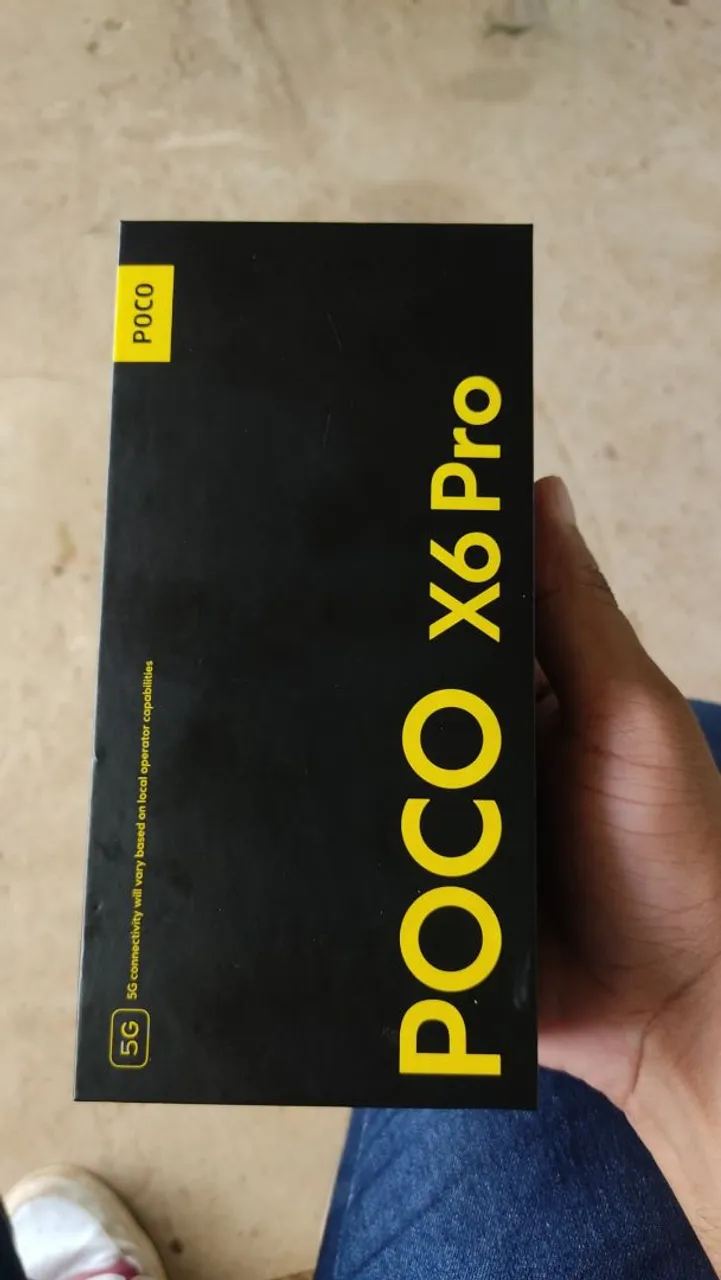 POCO
POCO X6 Pro
5G
5G connectivity will vary based on local operator capabilities